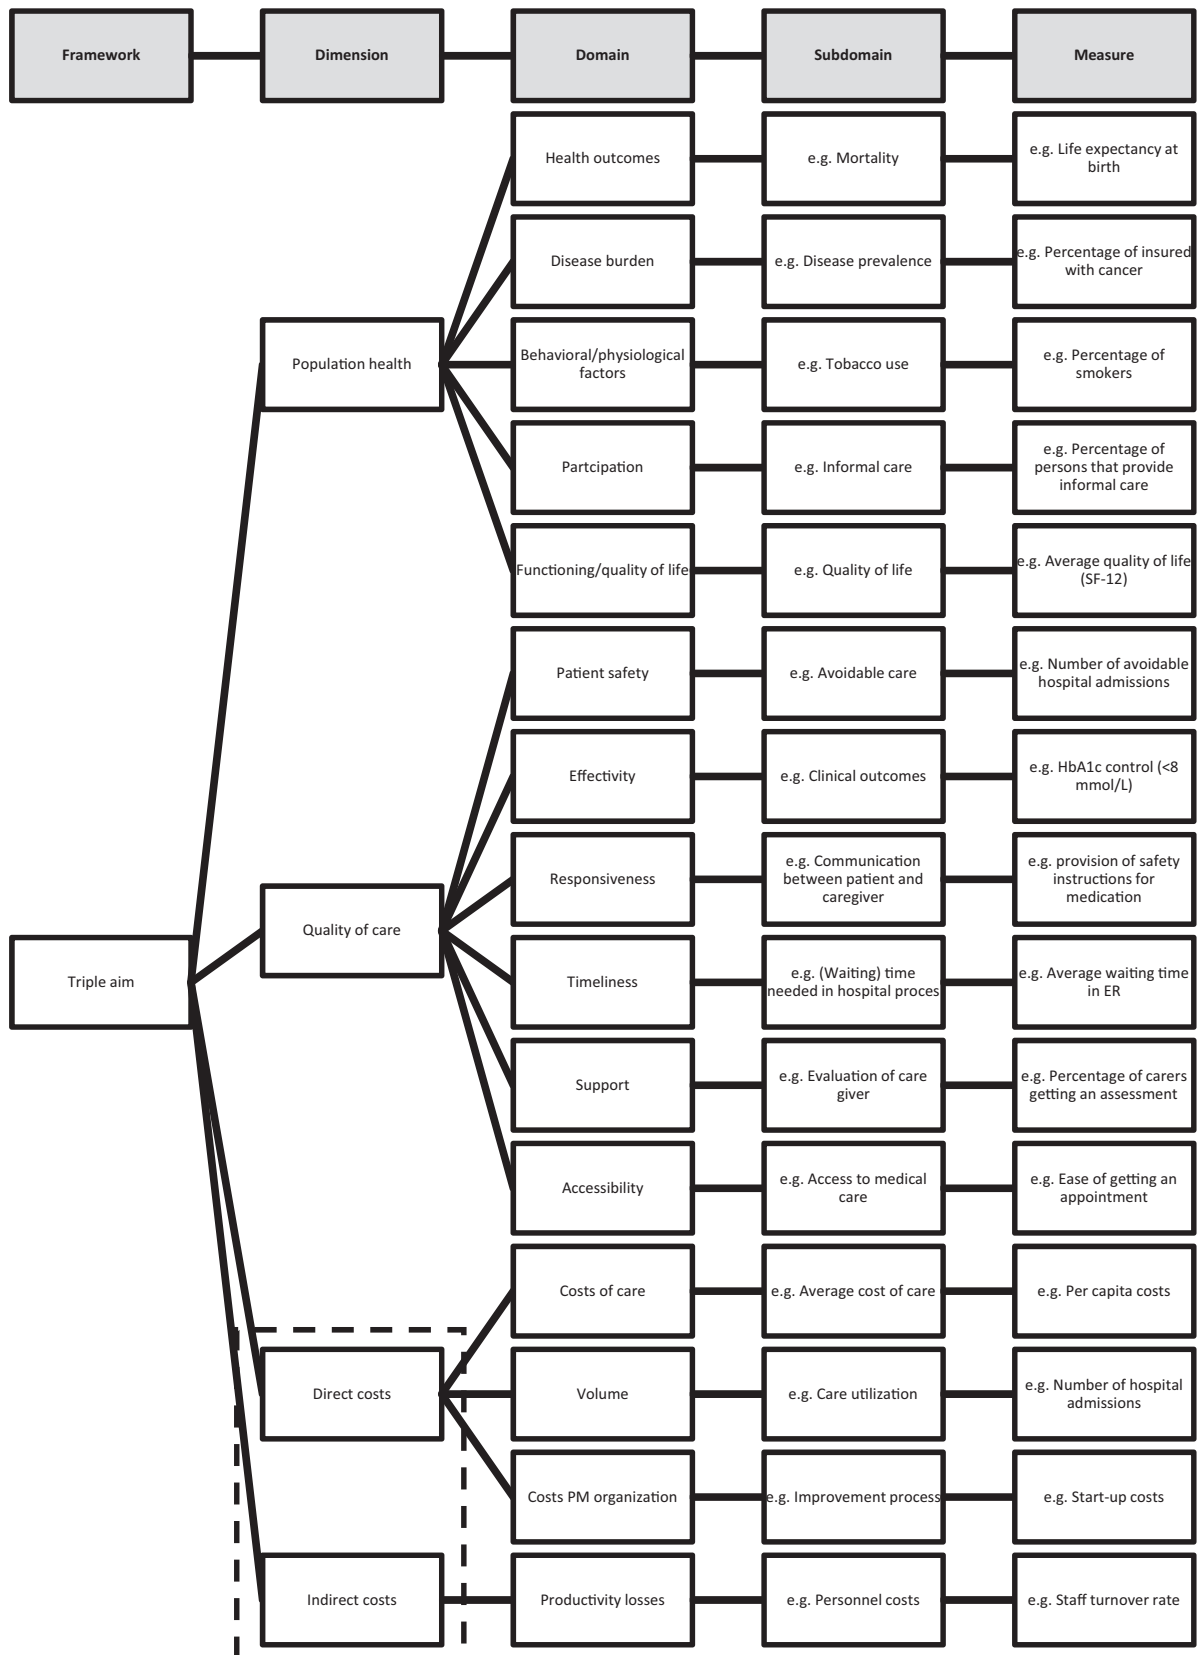 Framework
Dimension
Domain
Subdomain
Measure
Health outcomes
e.g. Mortality
e.g. Life expectancy at
birth
Disease burden
e.g. Disease prevalence
e.g. Percentage of insured
with cancer
Population health
Behavioral/physiological
factors
e.g. Tobacco use
e.g. Percentage of
smokers
Partcipation
e.g. Informal care
e.g. Percentage of
persons that provide
informal care
Functioning/quality of life
e.g. Quality of life
e.g. Average quality of life
(SF-12)
Patient safety
e.g. Avoidable care
e.g. Number of avoidable
hospital admissions
Effectivity
e.g. Clinical outcomes
e.g. HbA1c control (<8
mmol/L)
Responsiveness
e.g. Communication
between patient and
caregiver
e.g. provision of safety
instructions for
medication
Quality of care
Triple aim
Timeliness
e.g. (Waiting) time
needed in hospital proces
e.g. Average waiting time
in ER
Support
e.g. Evaluation of care
giver
e.g. Percentage of carers
getting an assessment
Accessibility
e.g. Access to medical
care
e.g. Ease of getting an
appointment
Costs of care
e.g. Average cost of care
e.g. Per capita costs
Direct costs
Volume
e.g. Care utilization
e.g. Number of hospital
admissions
Costs PM organization
e.g. Improvement process
e.g. Start-up costs
Indirect costs
Productivity losses
e.g. Personnel costs
e.g. Staff turnover rate